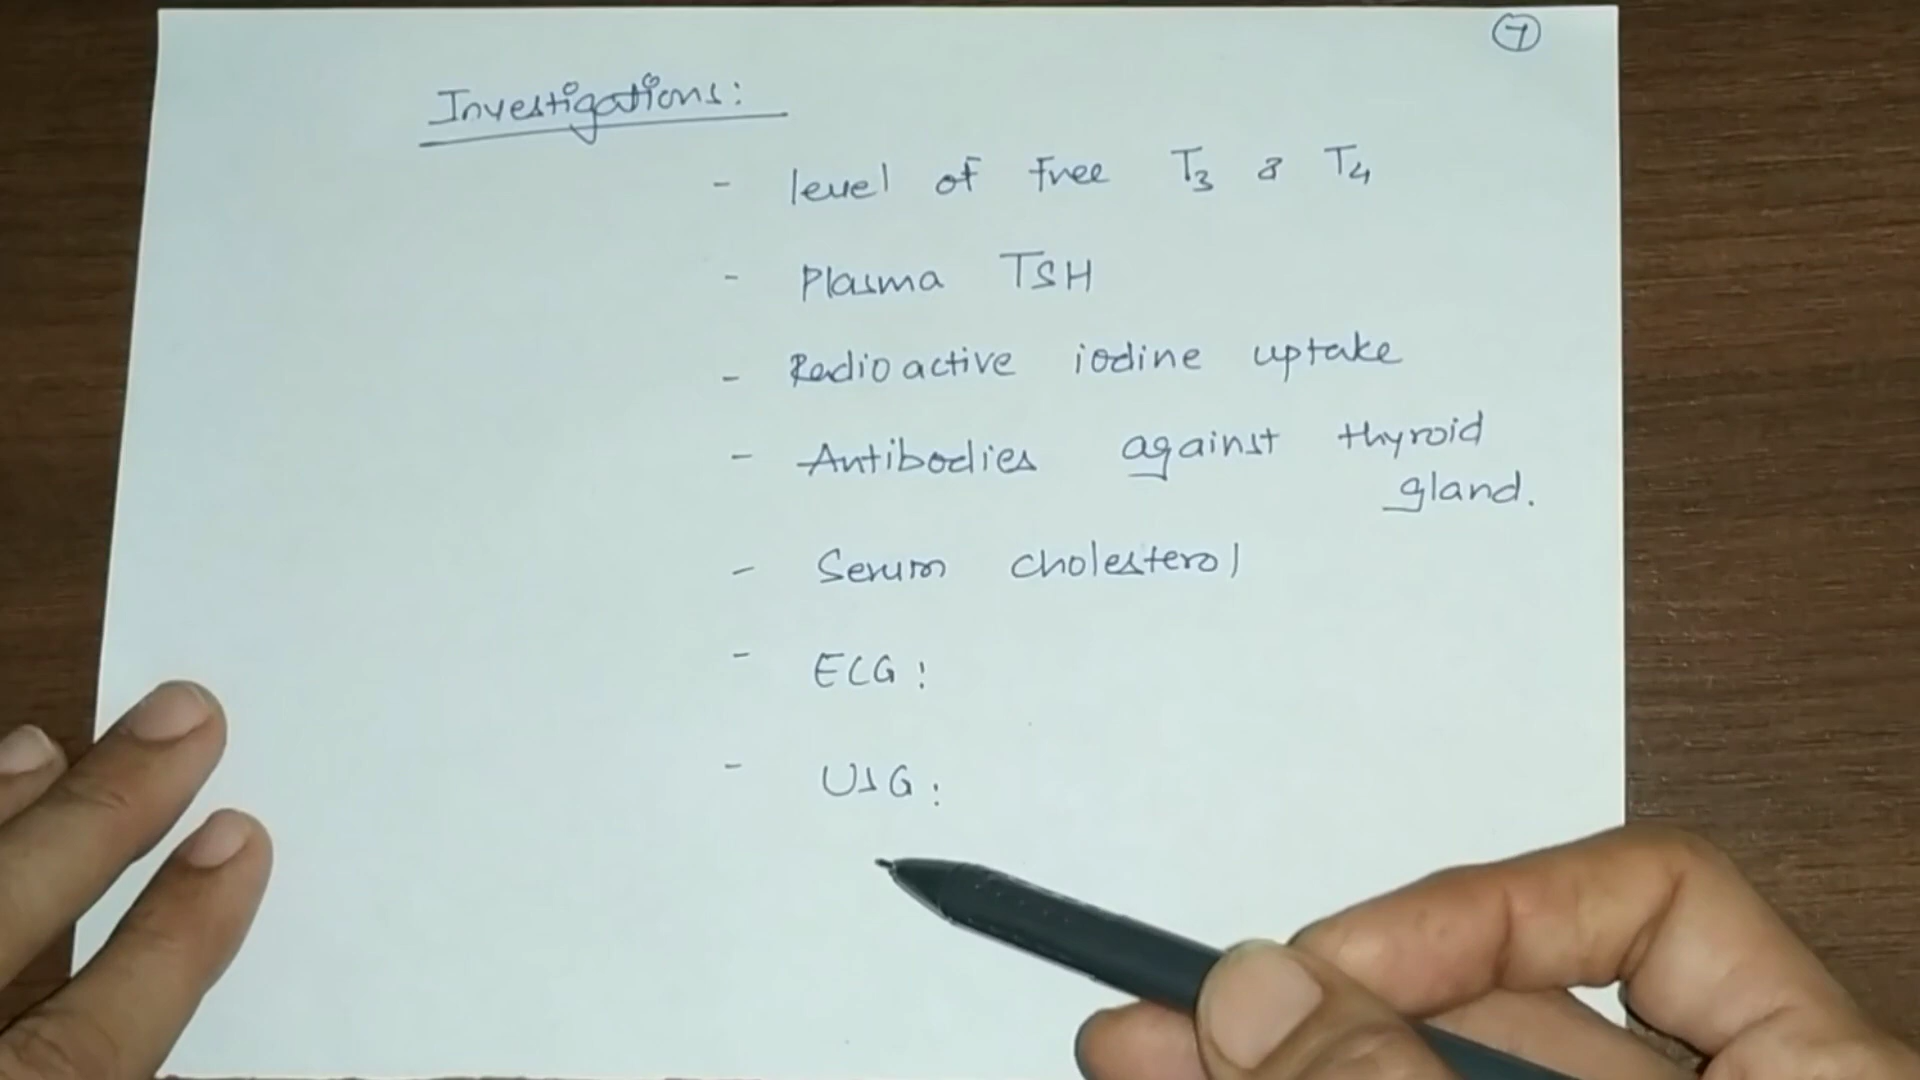 7
Investigations:
- level of free T3 & T4
- Plasma TSH
- Radioactive iodine uptake
- Antibodies against thyroid
gland.
- Serum cholesterol
- ECG:
- USG: